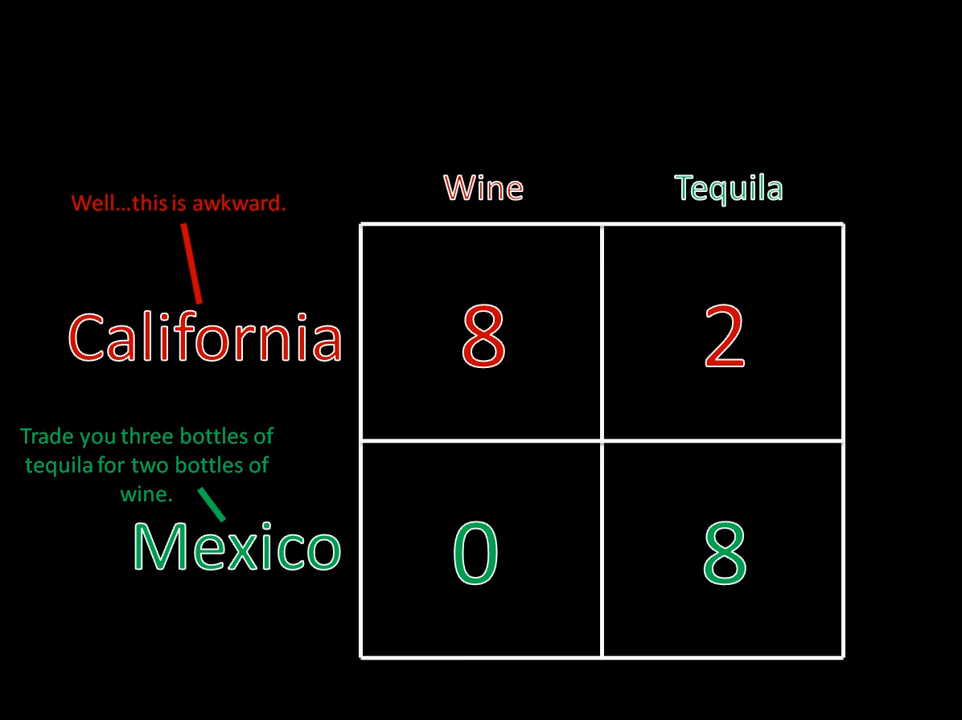 Wine Tequila
Well...this is awkward.
California 8 2
Trade you three bottles of
tequila for two bottles of
wine.
Mexico 0 8